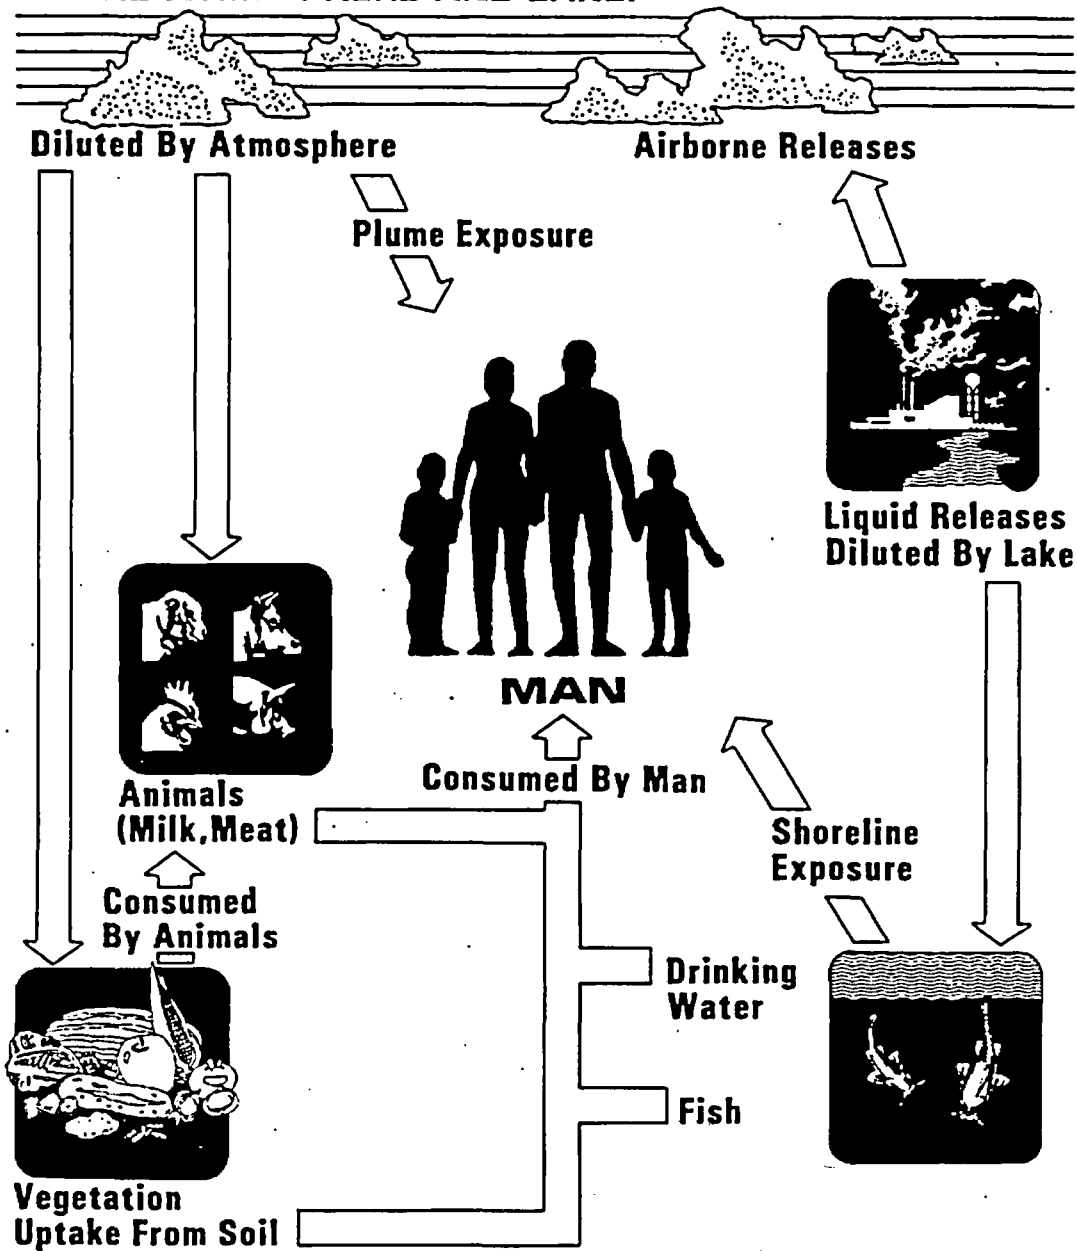 Diluted By Atmosphere
Airborne Releases
Plume Exposure
Liquid Releases
Diluted By Lake
MAN
Consumed By Man
Animals
(Milk,Meat)
Shoreline
Exposure
Consumed
By Animals
Drinking
Water
Fish
Vegetation
Uptake From Soil